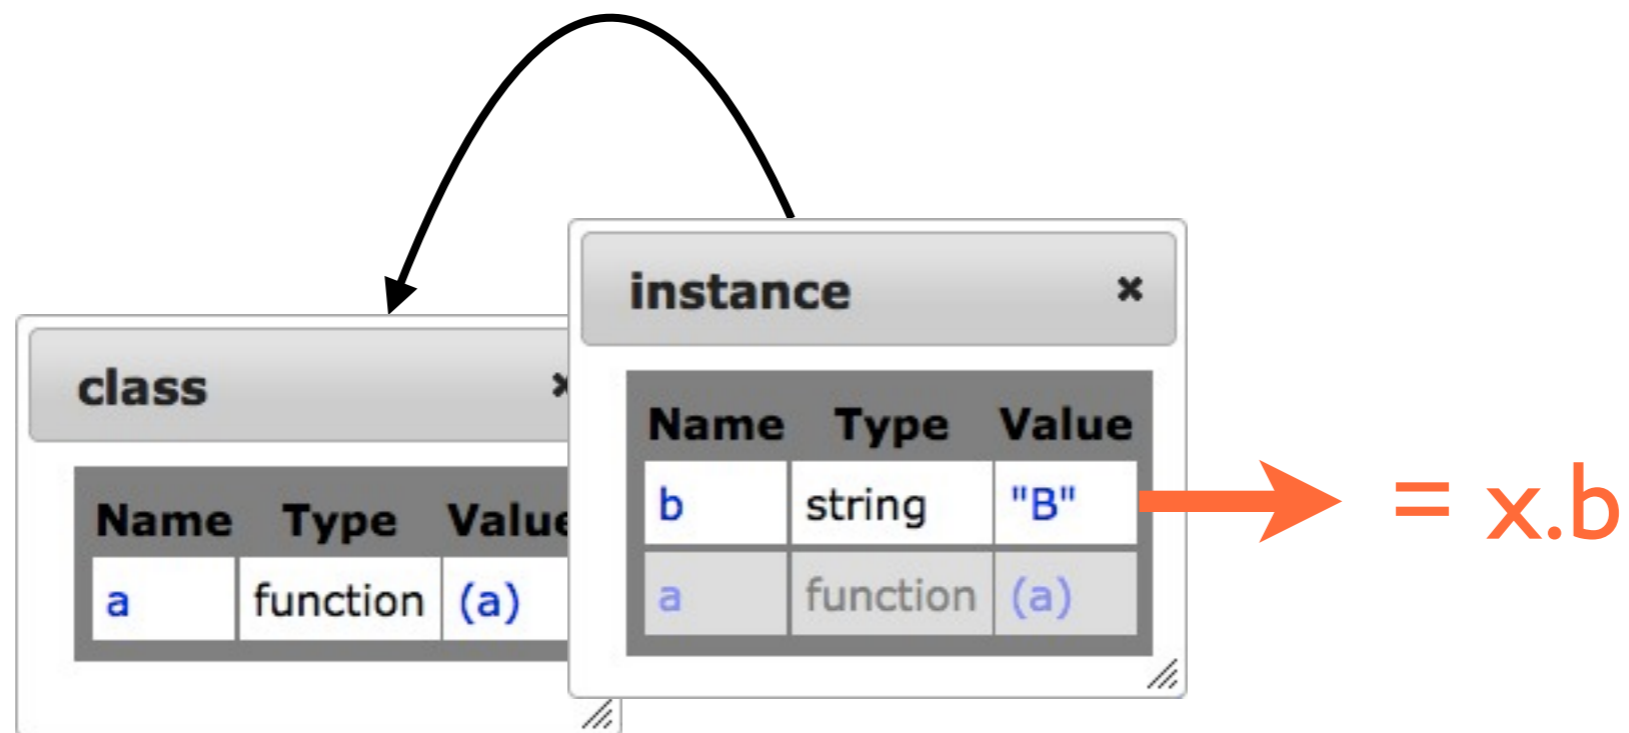 class
Name Type Value
a function (a)
instance
Name Type Value
b string "B"
a function (a)
= x.b